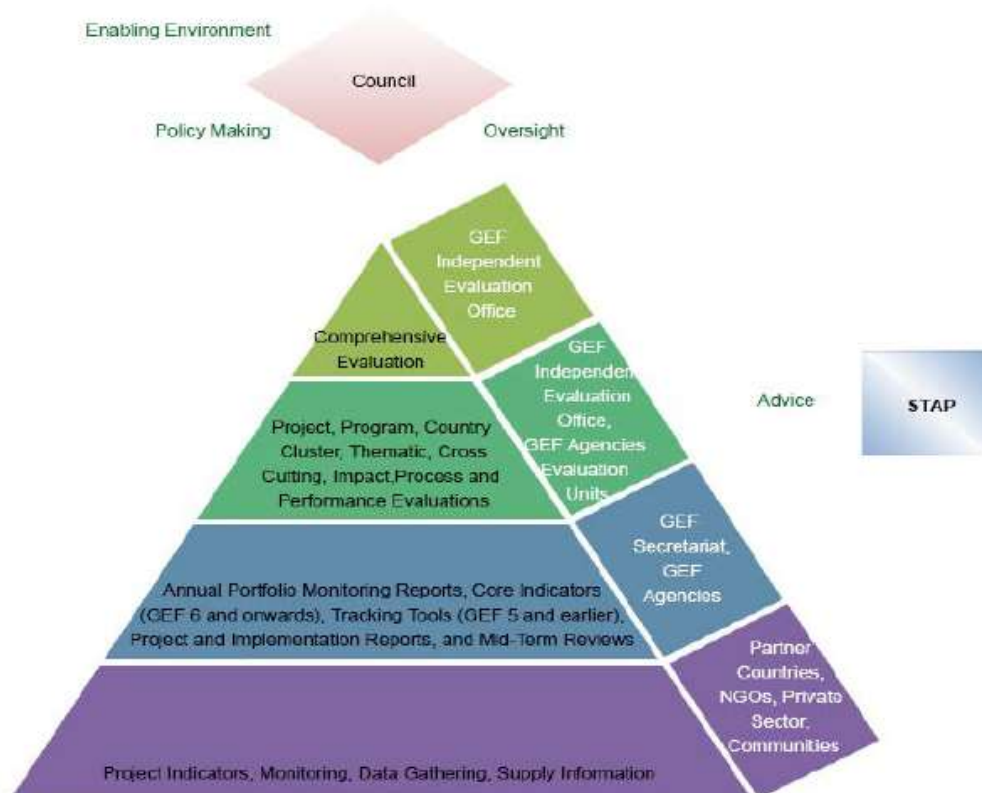 Enabling Environment
Council
Policy Making
Oversight
GEF
Independent
Evaluation
Office
Comprehensive
Evaluation
GEF
Independent
Evaluation
Office,
GEF Agencies
Evaluation
Units
Project, Program, Country
Cluster, Thematic, Cross
Cutting, Impact,Process and
Performance Evaluations
Advice
STAP
GEF
Secretariat,
GEF
Agencies
Annual Portfolio Monitoring Reports, Core Indicators
(GEF 6 and onwards), Tracking Tools (GEF 5 and earlier),
Project and Implementation Reports, and Mid-Term Reviews
Partner
Countries,
NGOs, Private
Sector,
Communities
Project Indicators, Monitoring, Data Gathering, Supply Information